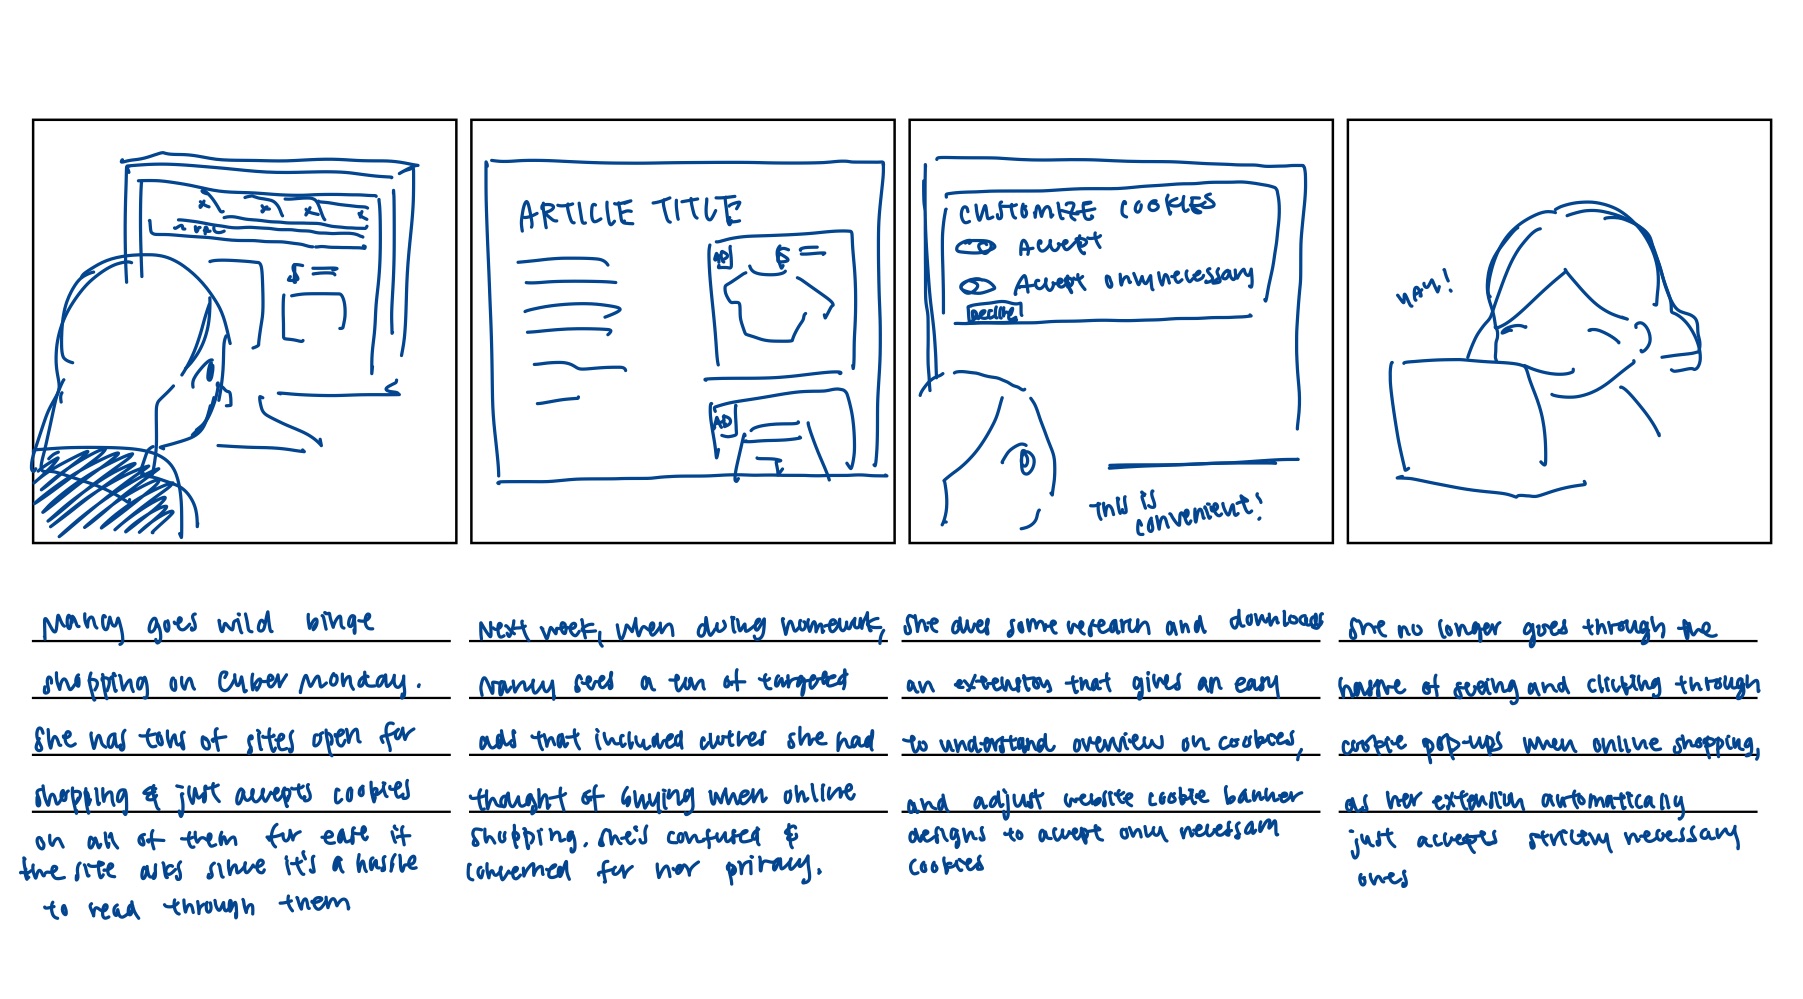 x x x x
URL
$
ARTICLE TITLE
AD $
AD
CUSTOMIZE COOKIES
Accept
Accept only necessary
Decline
This is
convenient!
YAY!
Nancy goes wild binge
shopping on Cyber Monday.
She has tons of sites open for
shopping & just accepts cookies
on all of them for ease if
the site asks since it's a hassle
to read through them
Next week, when doing homework,
Nancy sees a ton of targeted
ads that included clothes she had
thought of buying when online
shopping. She's confused &
concerned for her privacy.
She does some research and downloads
an extension that gives an easy
to understand overview on cookies,
and adjust website cookie banner
designs to accept only necessary
cookies
She no longer goes through the
hassle of seeing and clicking through
cookie pop-ups when online shopping,
as her extension automatically
just accepts strictly necessary
ones